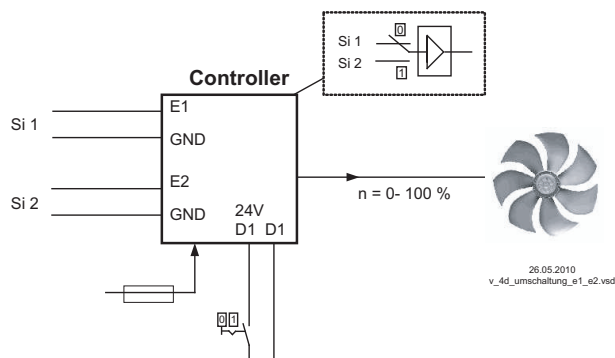 0
Si 1
Si 2
1
Controller
E1
Si 1
GND
E2
Si 2
GND
24V
D1 D1
n = 0- 100 %
26.05.2010
v_4d_umschaltung_e1_e2.vsd
0 1